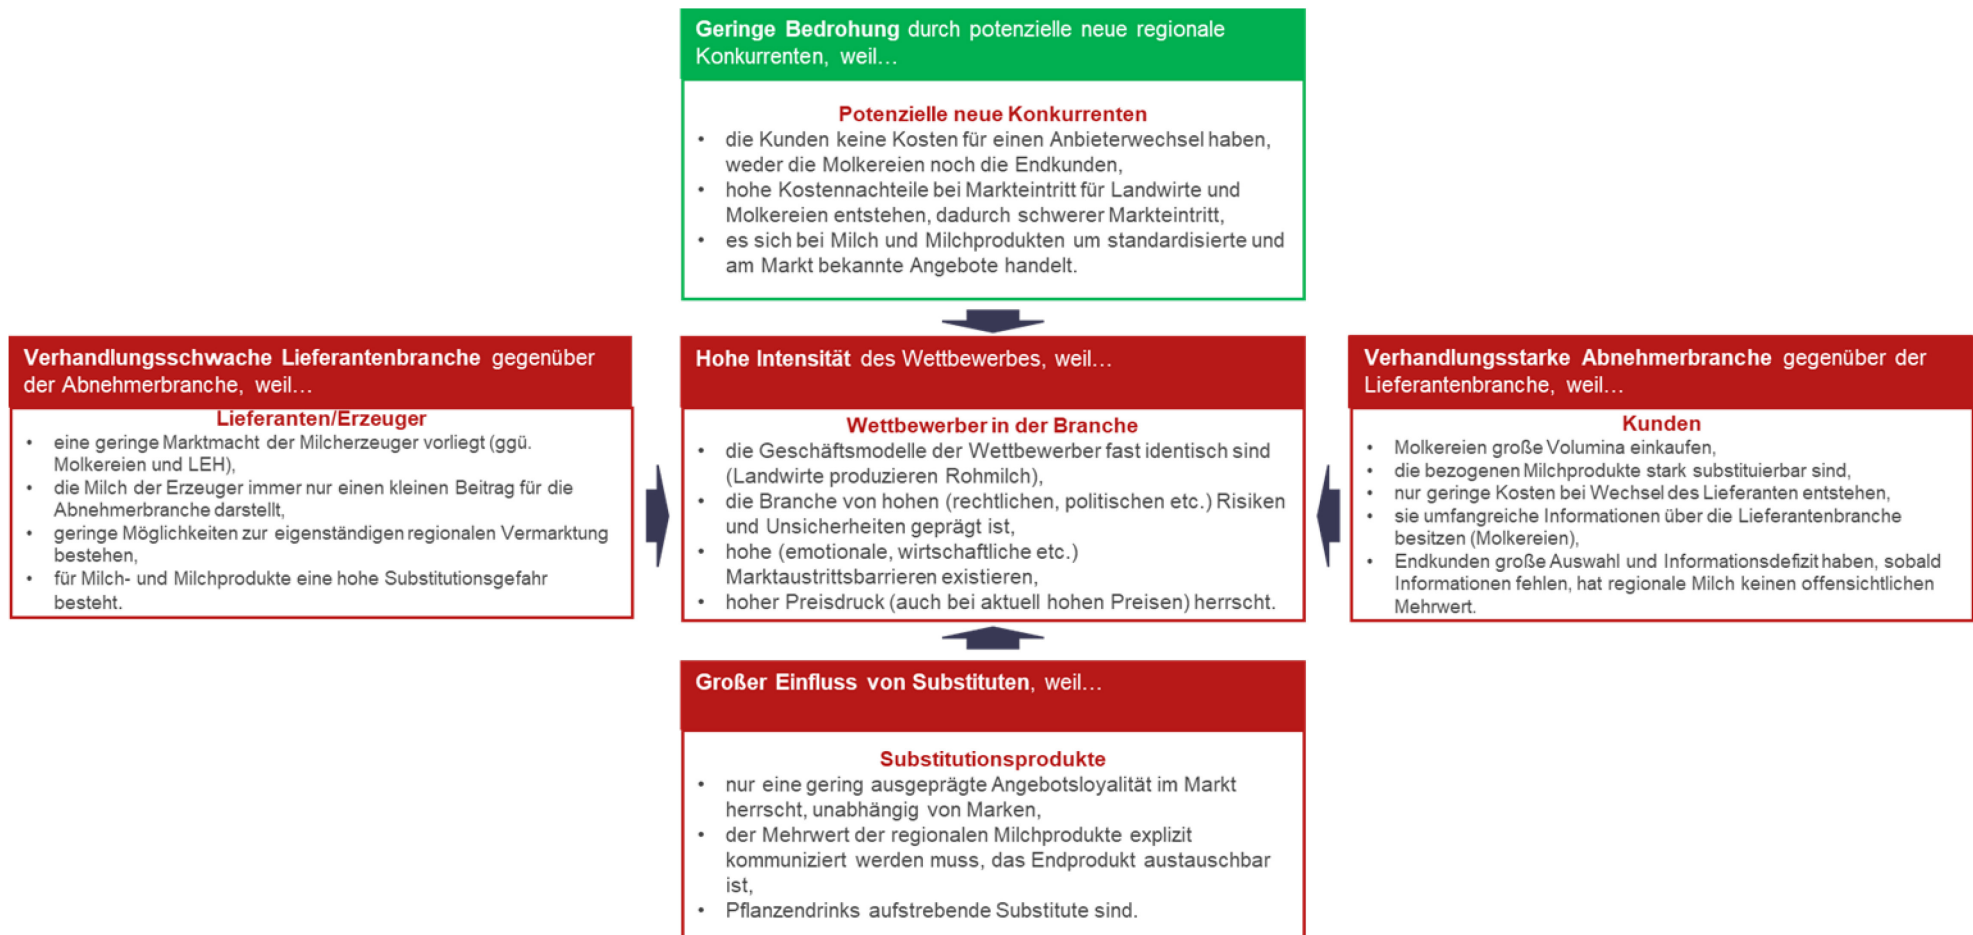 Geringe Bedrohung durch potenzielle neue regionale
Konkurrenten, weil…
Potenzielle neue Konkurrenten
• die Kunden keine Kosten für einen Anbieterwechsel haben,
weder die Molkereien noch die Endkunden,
• hohe Kostennachteile bei Markteintritt für Landwirte und
Molkereien entstehen, dadurch schwerer Markteintritt,
• es sich bei Milch und Milchprodukten um standardisierte und
am Markt bekannte Angebote handelt.
Verhandlungsschwache Lieferantenbranche gegenüber
der Abnehmerbranche, weil…
Lieferanten/Erzeuger
• eine geringe Marktmacht der Milcherzeuger vorliegt (ggü.
Molkereien und LEH),
• die Milch der Erzeuger immer nur einen kleinen Beitrag für die
Abnehmerbranche darstellt,
• geringe Möglichkeiten zur eigenständigen regionalen Vermarktung
bestehen,
• für Milch- und Milchprodukte eine hohe Substitutionsgefahr
besteht.
Hohe Intensität des Wettbewerbes, weil…
Wettbewerber in der Branche
• die Geschäftsmodelle der Wettbewerber fast identisch sind
(Landwirte produzieren Rohmilch),
• die Branche von hohen (rechtlichen, politischen etc.) Risiken
und Unsicherheiten geprägt ist,
• hohe (emotionale, wirtschaftliche etc.)
Marktaustrittsbarrieren existieren,
• hoher Preisdruck (auch bei aktuell hohen Preisen) herrscht.
Verhandlungsstarke Abnehmerbranche gegenüber der
Lieferantenbranche, weil…
Kunden
• Molkereien große Volumina einkaufen,
• die bezogenen Milchprodukte stark substituierbar sind,
• nur geringe Kosten bei Wechsel des Lieferanten entstehen,
• sie umfangreiche Informationen über die Lieferantenbranche
besitzen (Molkereien),
• Endkunden große Auswahl und Informationsdefizit haben, sobald
Informationen fehlen, hat regionale Milch keinen offensichtlichen
Mehrwert.
Großer Einfluss von Substituten, weil…
Substitutionsprodukte
• nur eine gering ausgeprägte Angebotsloyalität im Markt
herrscht, unabhängig von Marken,
• der Mehrwert der regionalen Milchprodukte explizit
kommuniziert werden muss, das Endprodukt austauschbar
ist,
• Pflanzendrinks aufstrebende Substitute sind.